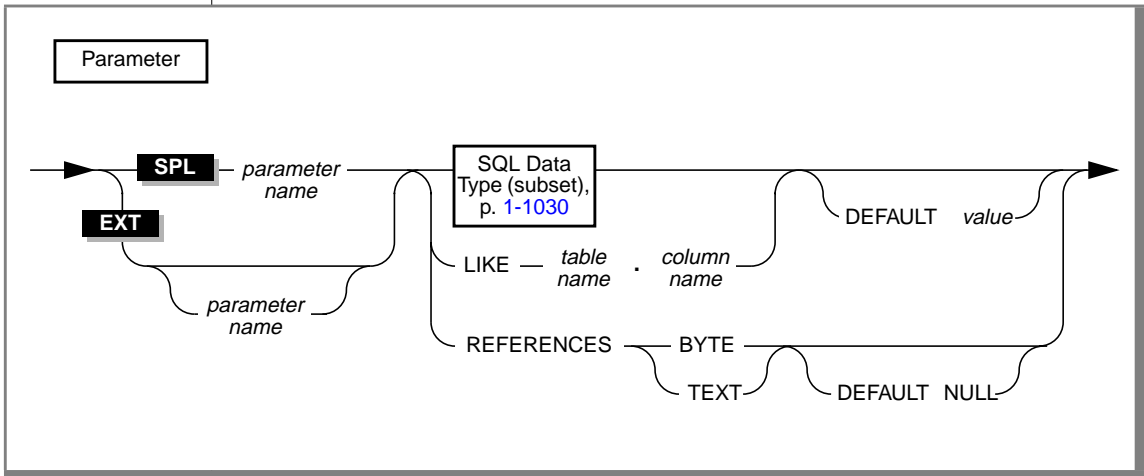 Parameter
SPL
parameter
name
SQL Data
Type (subset),
p. 1-1030
DEFAULT value
EXT
LIKE table
name . column
name
parameter
name
REFERENCES BYTE
TEXT
DEFAULT NULL